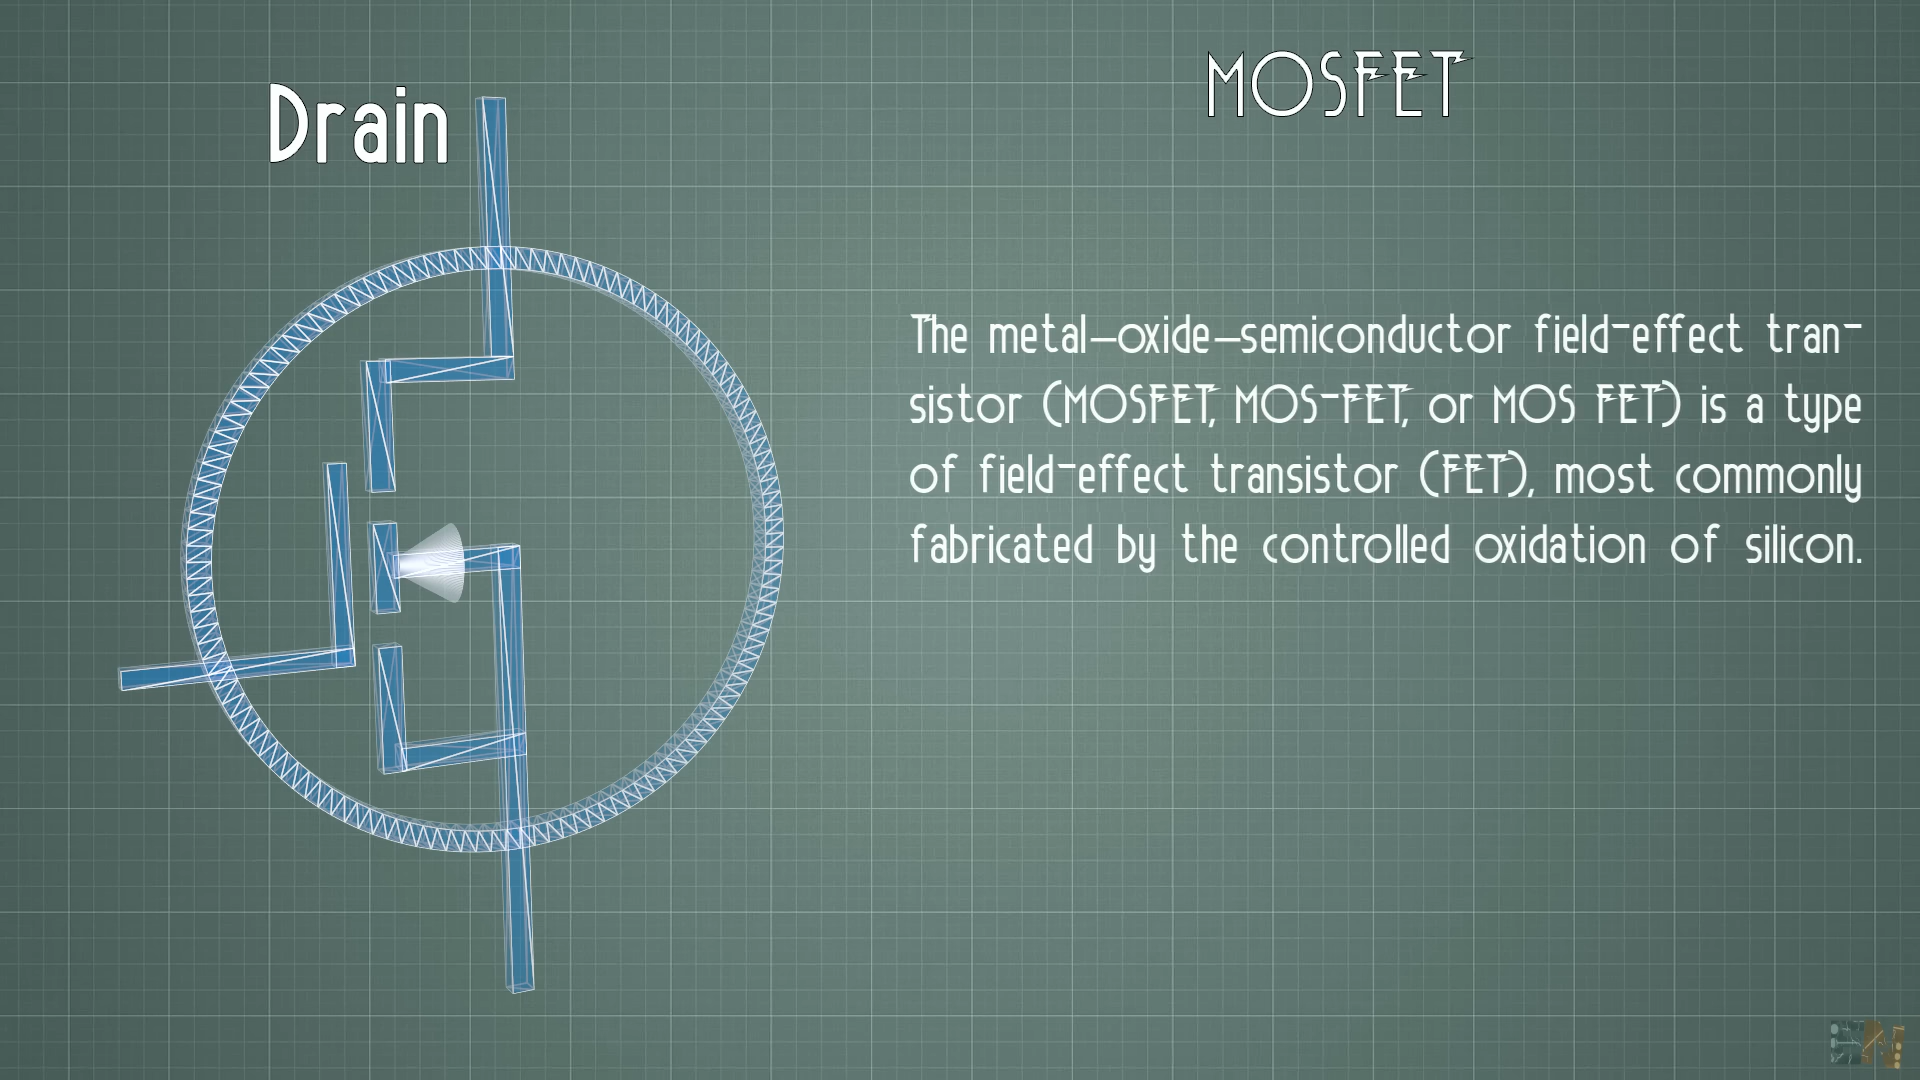 MOSFET
Drain
The metal–oxide–semiconductor field-effect tran-
sistor (MOSFET, MOS-FET, or MOS FET) is a type
of field-effect transistor (FET), most commonly
fabricated by the controlled oxidation of silicon.